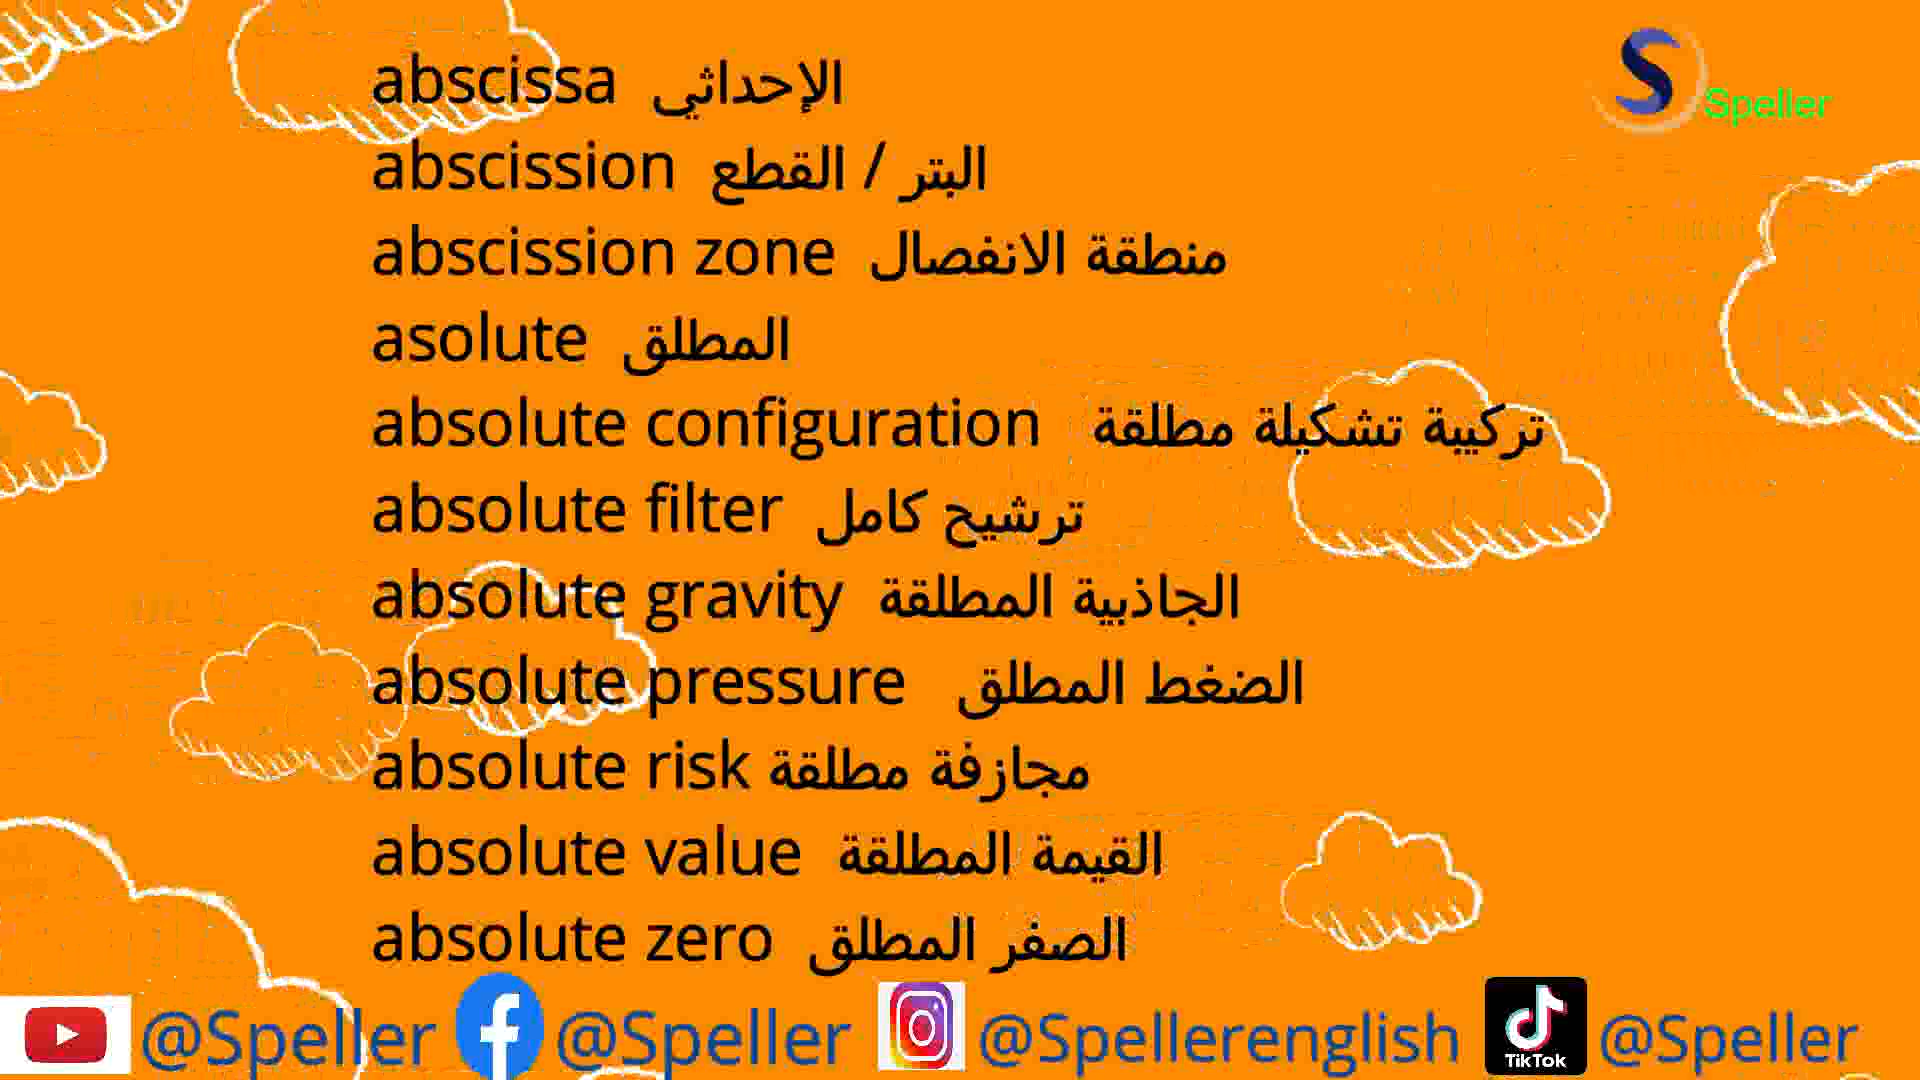 abscissa الإحداثي
Speller
abscission البتر / القطع
abscission zone منطقة الانفصال
asolute المطلق
absolute configuration تركيبة تشكيلة مطلقة
absolute filter ترشيح كامل
absolute gravity الجاذبية المطلقة
absolute pressure الضغط المطلق
absolute risk مجازفة مطلقة
absolute value القيمة المطلقة
absolute zero الصفر المطلق
@Speller @Speller @Spellerenglish TikTok @Speller